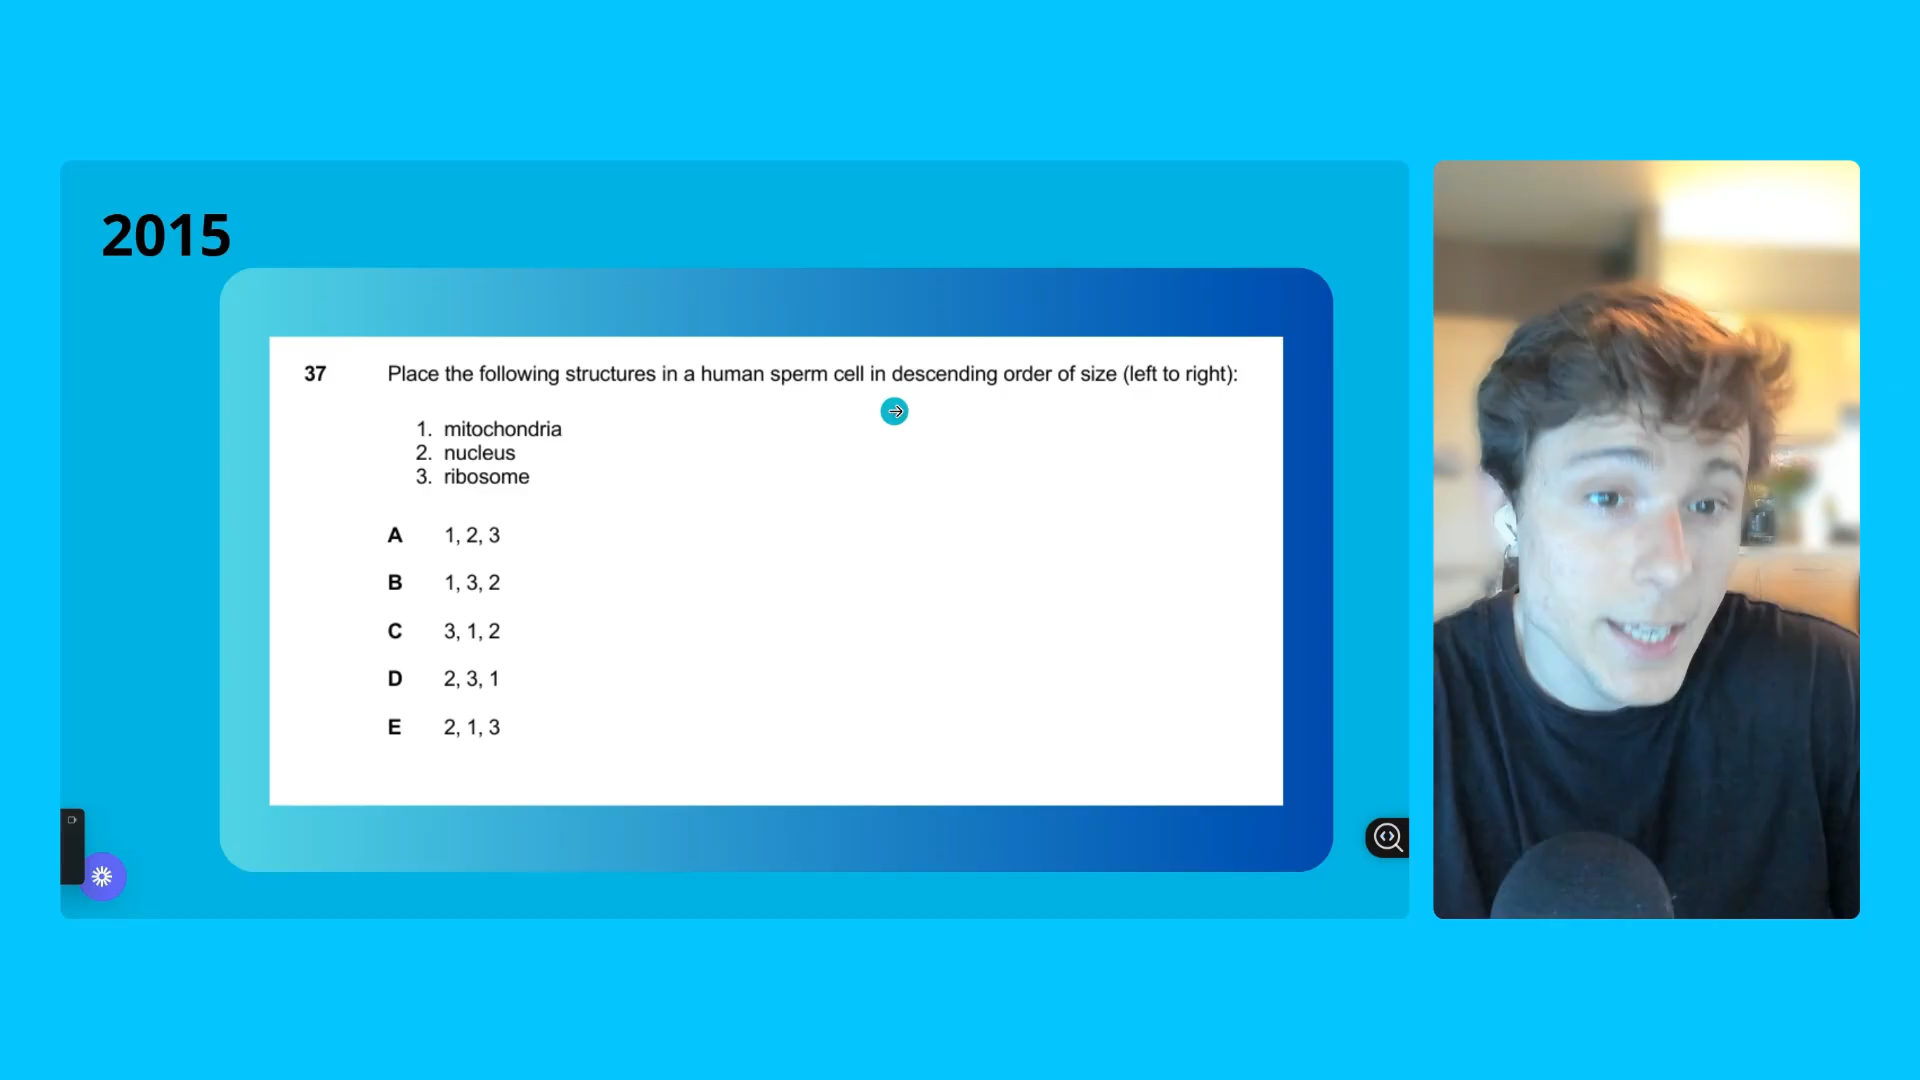 2015
37 Place the following structures in a human sperm cell in descending order of size (left to right):
1. mitochondria
2. nucleus
3. ribosome
A 1, 2, 3
B 1, 3, 2
C 3, 1, 2
D 2, 3, 1
E 2, 1, 3